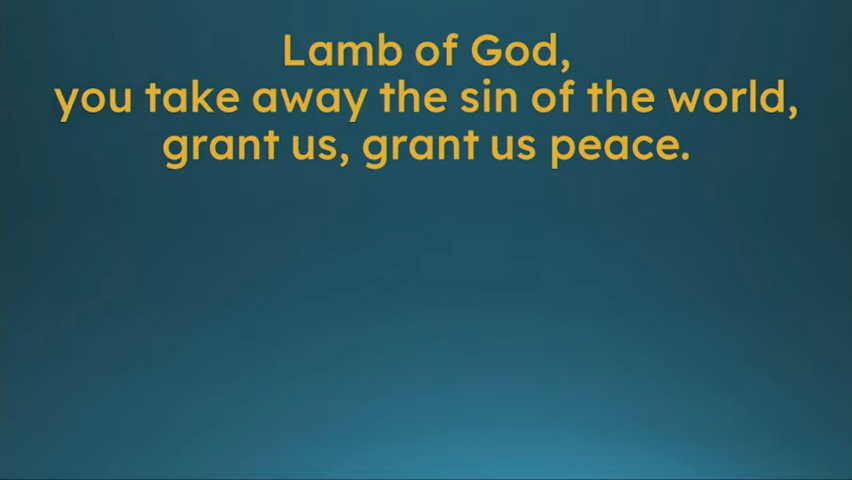 Lamb of God,
you take away the sin of the world,
grant us, grant us peace.